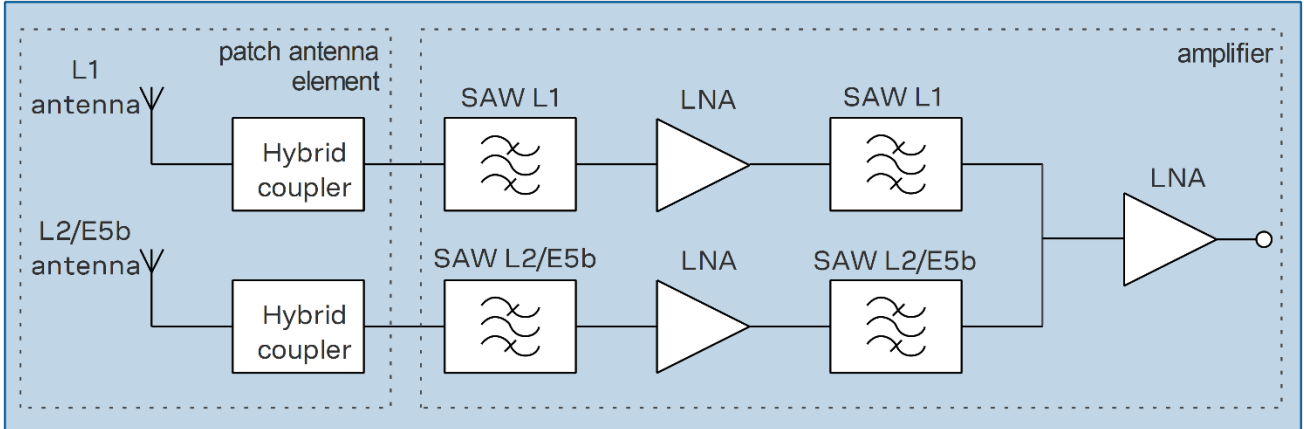 patch antenna
element
amplifier
L1
antenna
SAW L1
LNA
SAW L1
Hybrid
coupler
LNA
L2/E5b
antenna
SAW L2/E5b
LNA
SAW L2/E5b
Hybrid
coupler